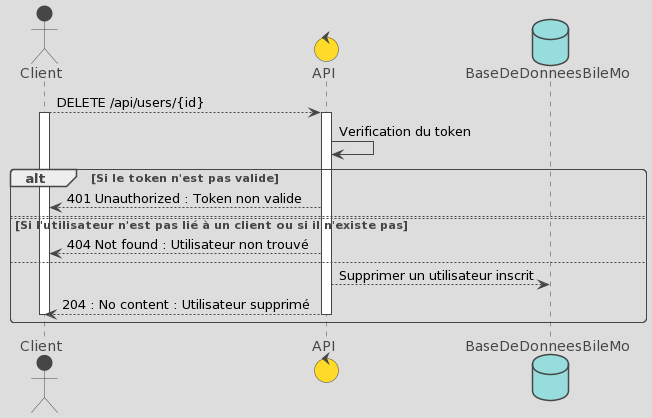 Client
API
BaseDeDonneesBileMo
DELETE /api/users/{id}
Verification du token
alt [Si le token n'est pas valide]
401 Unauthorized : Token non valide
[Si l'utilisateur n'est pas lié à un client ou si il n'existe pas]
404 Not found : Utilisateur non trouvé
Supprimer un utilisateur inscrit
204 : No content : Utilisateur supprimé
Client
API
BaseDeDonneesBileMo